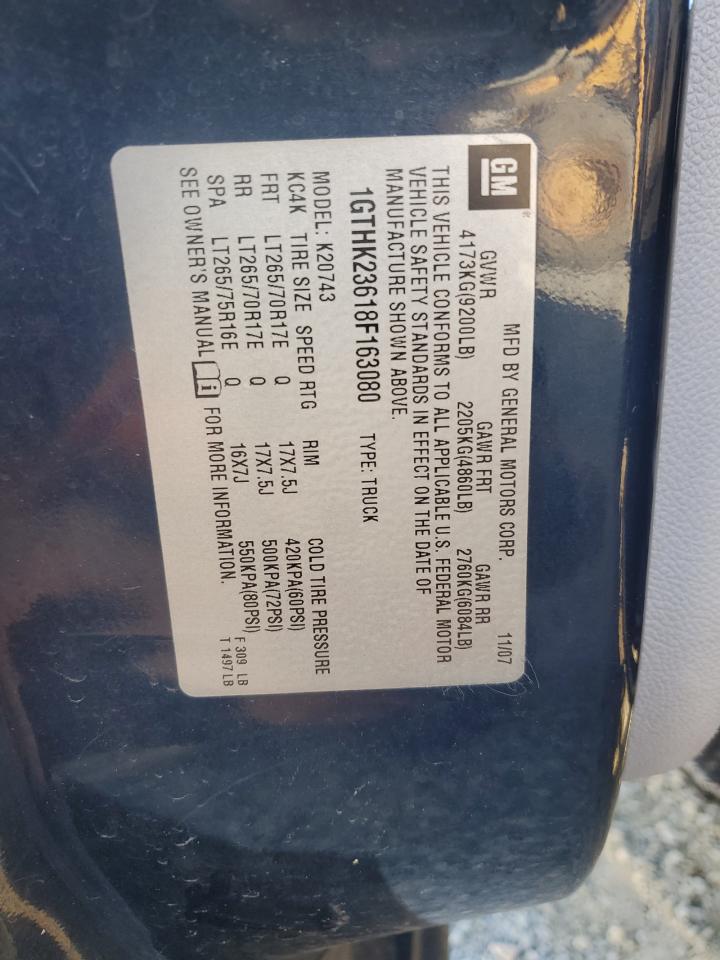 GM
®
MFD BY GENERAL MOTORS CORP. 11/07
GVWR GAWR FRT GAWR RR
4173KG(9200LB) 2205KG(4860LB) 2760KG(6084LB)
THIS VEHICLE CONFORMS TO ALL APPLICABLE U.S. FEDERAL MOTOR
VEHICLE SAFETY STANDARDS IN EFFECT ON THE DATE OF
MANUFACTURE SHOWN ABOVE.
1GTHK23618F163080 TYPE: TRUCK
MODEL: K20743
KC4K TIRE SIZE SPEED RTG RIM COLD TIRE PRESSURE
FRT LT265/70R17E Q 17X7.5J 420KPA(60PSI)
RR LT265/70R17E Q 17X7.5J 500KPA(72PSI)
SPA LT265/75R16E Q 16X7J 550KPA(80PSI) F 309 LB
SEE OWNER'S MANUAL i FOR MORE INFORMATION. T 1497 LB